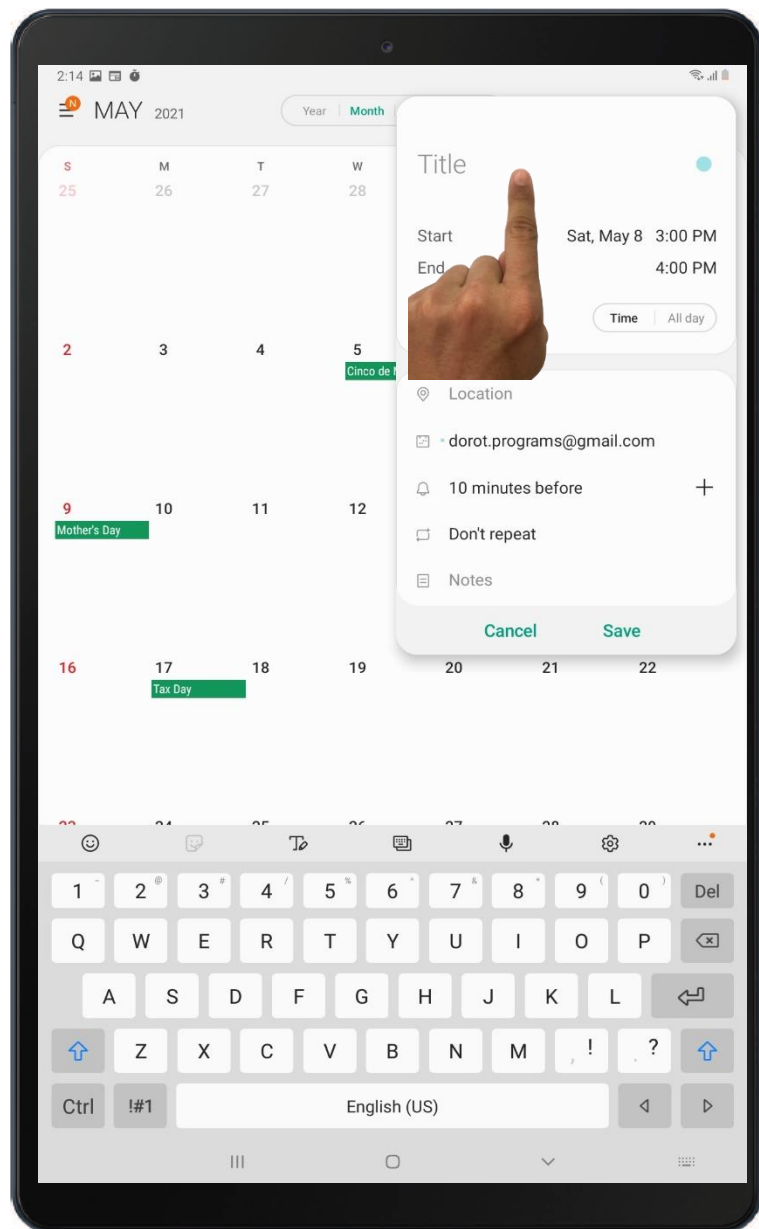 2:14
N
MAY 2021
Year Month
S M T W
25 26 27 28
Title
Start Sat, May 8 3:00 PM
End 4:00 PM
Time All day
2 3 4 5
Cinco de
Location
dorot.programs@gmail.com
10 minutes before +
Don't repeat
Notes
Cancel Save
9 10 11 12
Mother's Day
16 17 18 19 20 21 22
Tax Day
1 - 2 @ 3 # 4 / 5 % 6 ^ 7 & 8 * 9 ( 0 ) Del
Q W E R T Y U I O P
A S D F G H J K L
Z X C V B N M , ! . ?
Ctrl !#1 English (US)